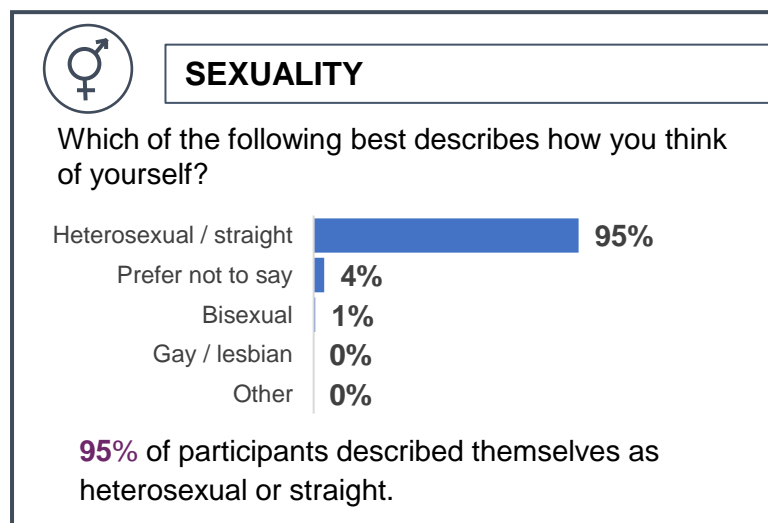 SEXUALITY
Which of the following best describes how you think
of yourself?
Heterosexual / straight 95%
Prefer not to say 4%
Bisexual 1%
Gay / lesbian 0%
Other 0%
95% of participants described themselves as
heterosexual or straight.